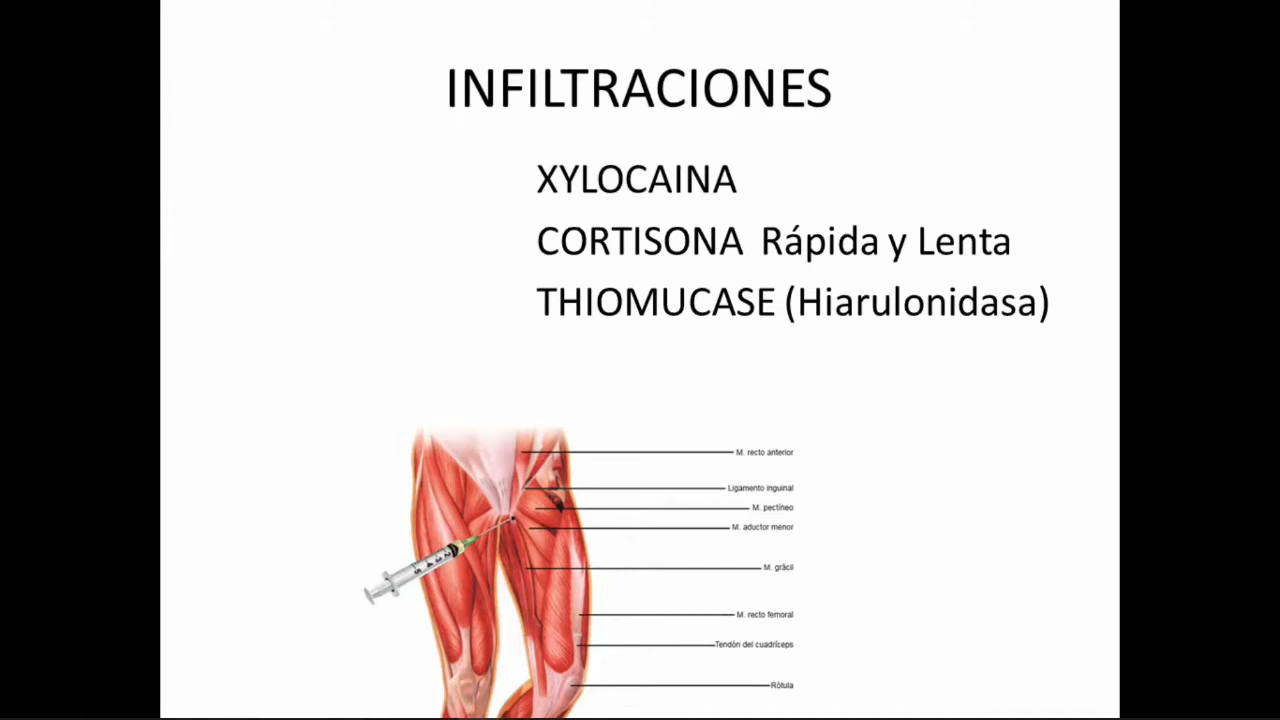 INFILTRACIONES
XYLOCAINA
CORTISONA Rápida y Lenta
THIOMUCASE (Hiarulonidasa)
M. recto anterior
Ligamento inguinal
M. pectíneo
M. aductor menor
M. grácil
M. recto femoral
Tendón del cuadríceps
Rótula